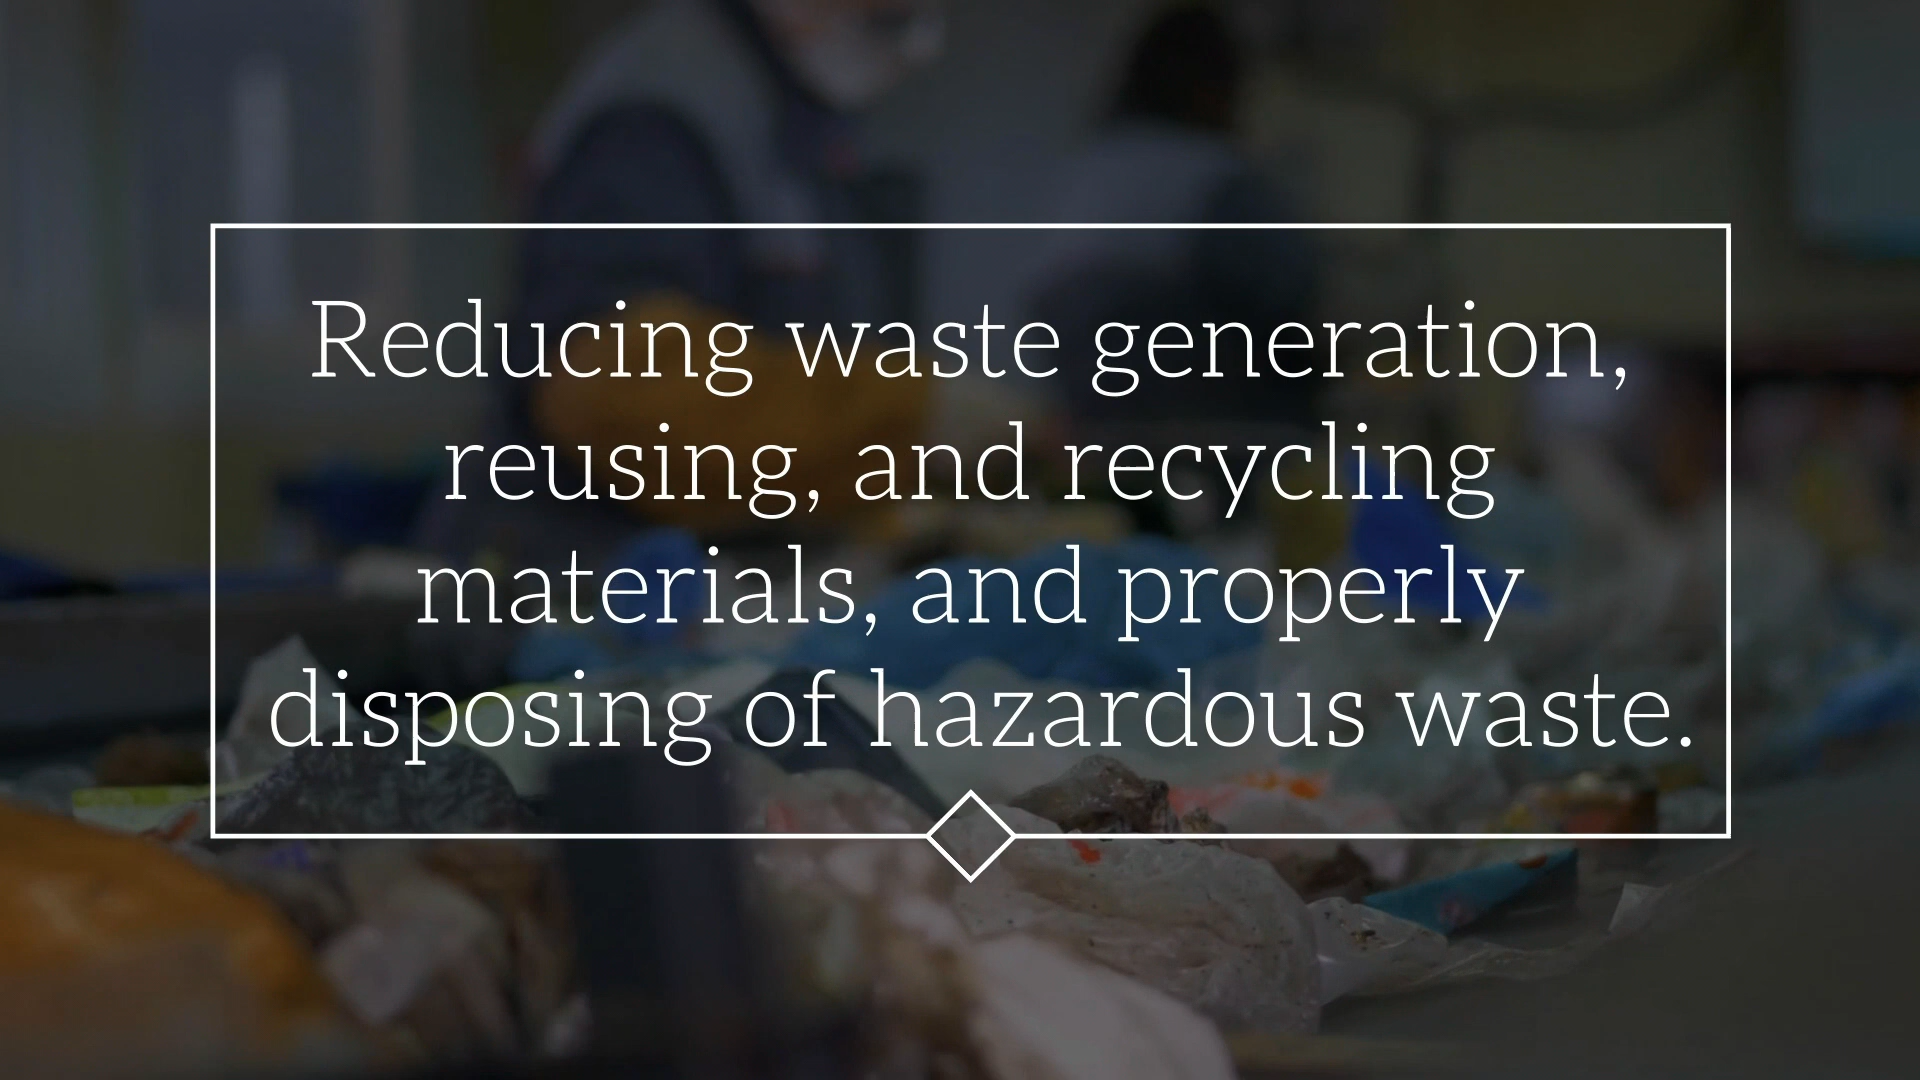 Reducing waste generation,
reusing, and recycling
materials, and properly
disposing of hazardous waste.